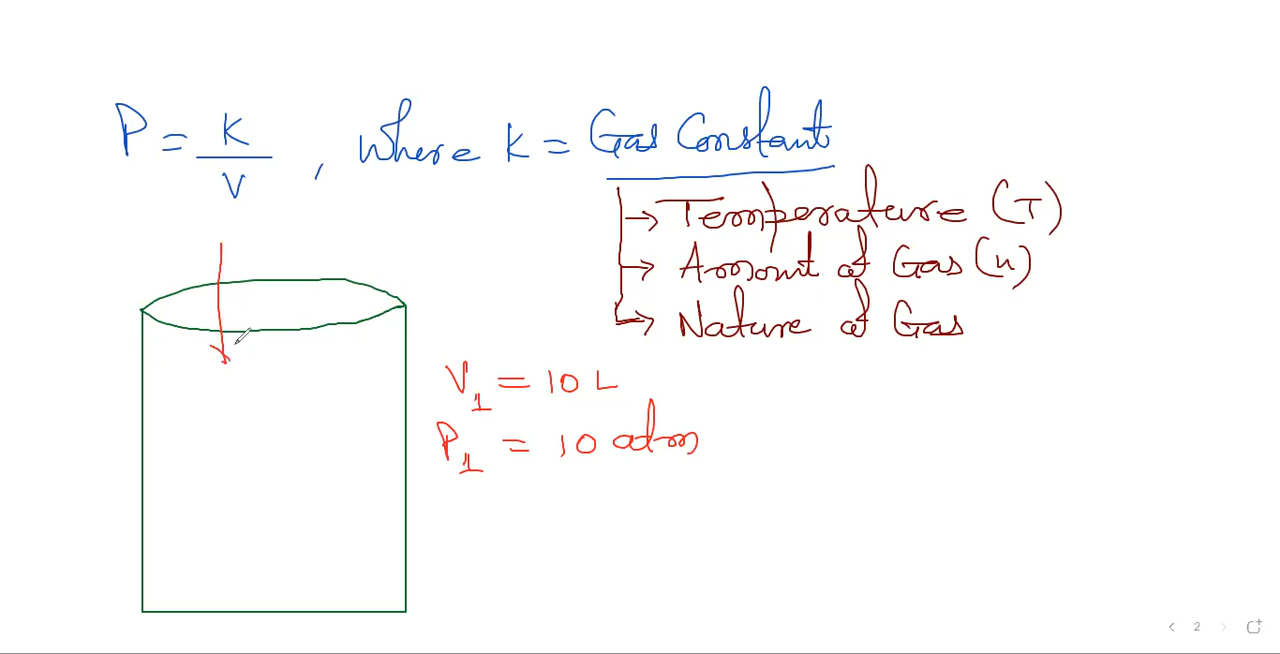 P = K / V , where K = Gas Constant
→ Temperature (T)
→ Amount of Gas (n)
→ Nature of Gas
V₁ = 10 L
P₁ = 10 atm
2